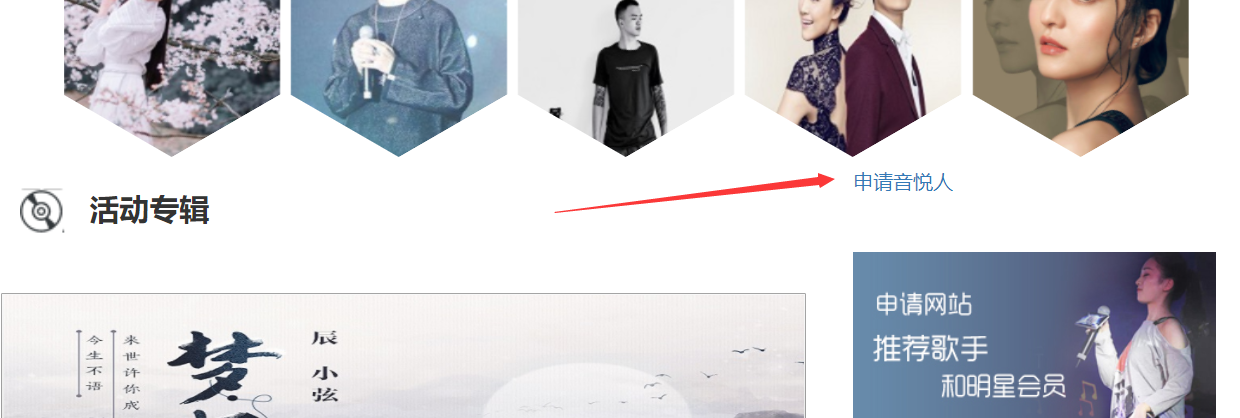 申请音悦人
活动专辑
辰小弦
梦
来世许你成
今生不语
申请网站
推荐歌手
和明星会员